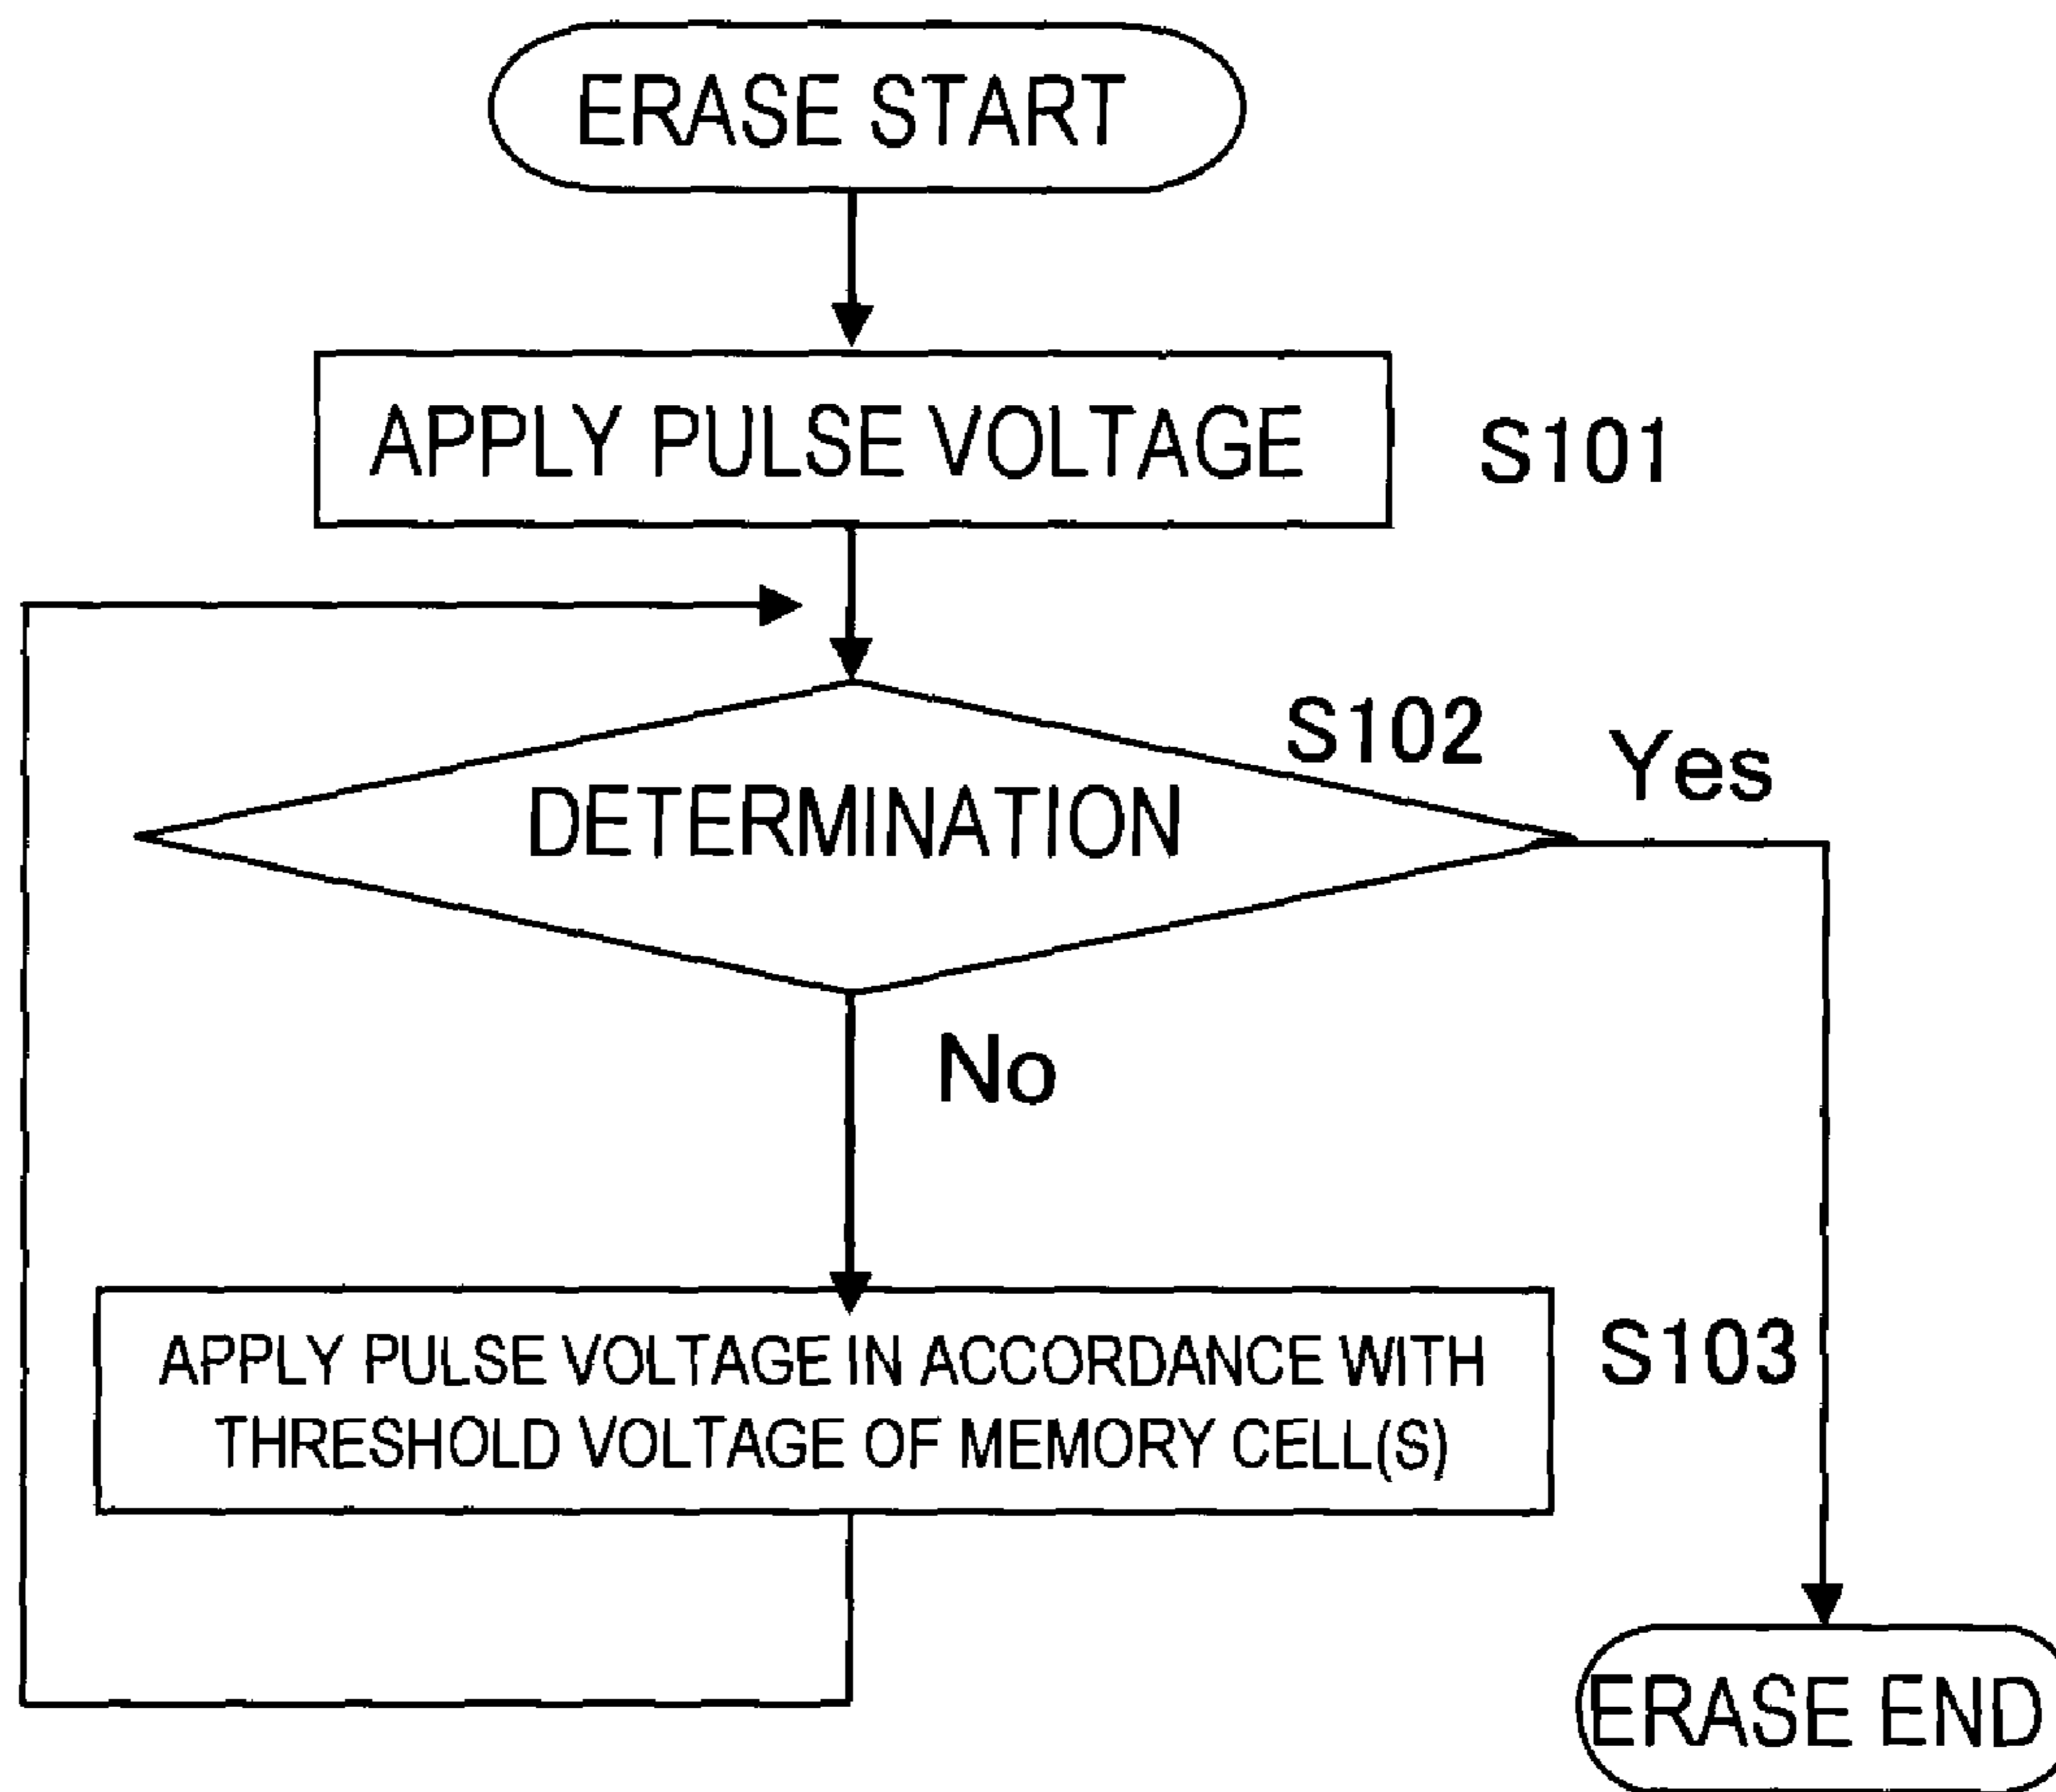 ERASE START
APPLY PULSE VOLTAGE
S101
S102
Yes
DETERMINATION
No
APPLY PULSE VOLTAGE IN ACCORDANCE WITH
THRESHOLD VOLTAGE OF MEMORY CELL(S)
S103
ERASE END